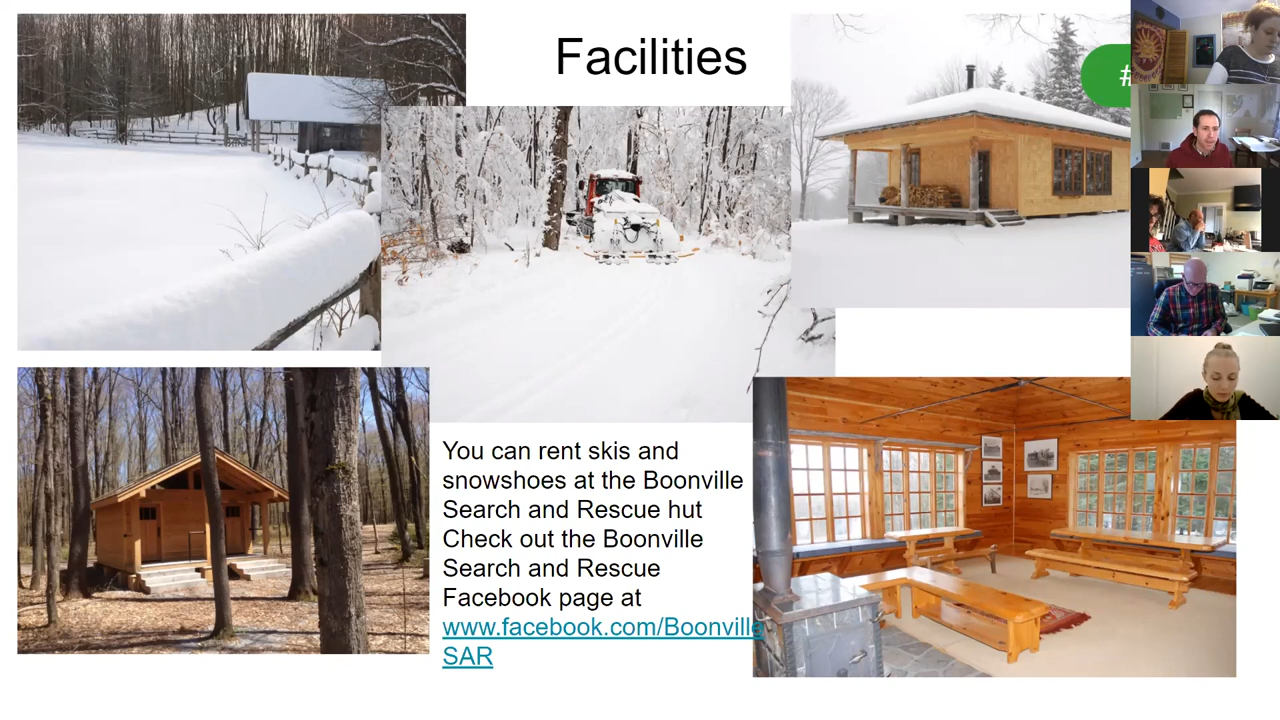 Facilities
#
You can rent skis and
snowshoes at the Boonville
Search and Rescue hut
Check out the Boonville
Search and Rescue
Facebook page at
www.facebook.com/Boonville
SAR